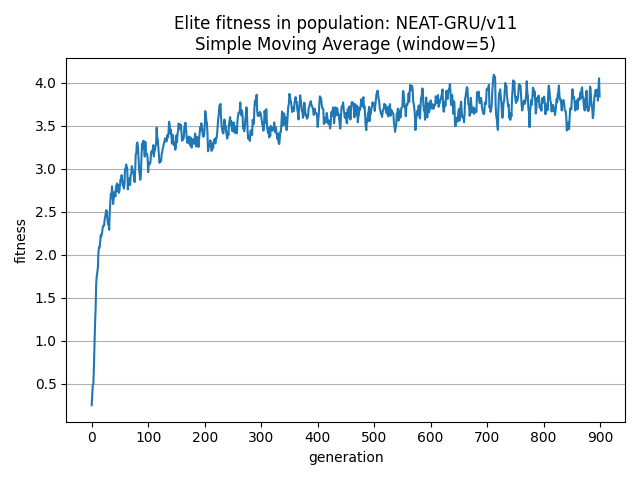 Elite fitness in population: NEAT-GRU/v11
Simple Moving Average (window=5)
fitness
4.0
3.5
3.0
2.5
2.0
1.5
1.0
0.5
0 100 200 300 400 500 600 700 800 900
generation